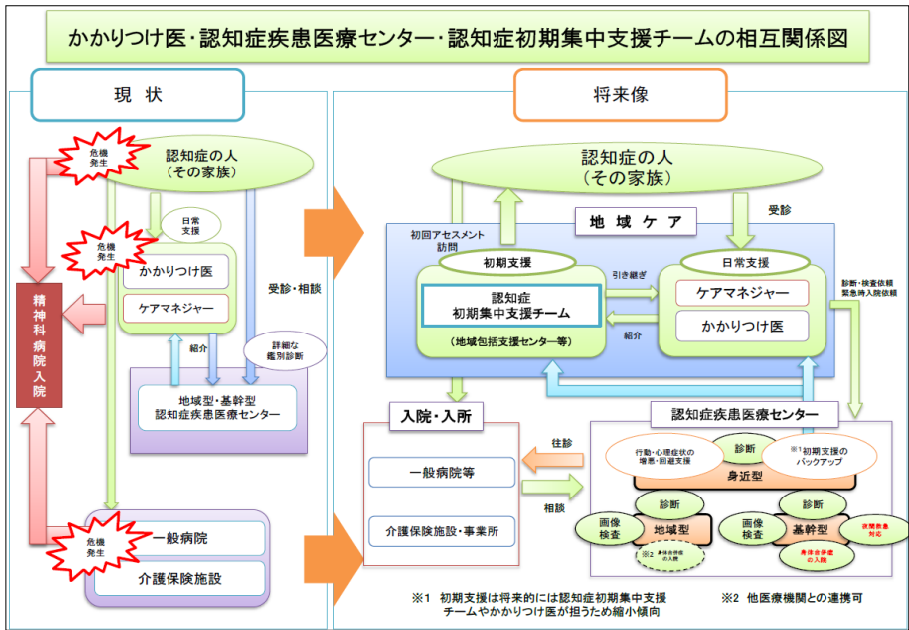 かかりつけ医・認知症疾患医療センター・認知症初期集中支援チームの相互関係図
現 状
危機
発生
認知症の人
（その家族）
日常
支援
危機
発生
かかりつけ医
ケアマネジャー
受診・相談
精神科病院入院
紹介
詳細な
鑑別診断
地域型・基幹型
認知症疾患医療センター
危機
発生
一般病院
介護保険施設
将来像
認知症の人
（その家族）
受診
地 域 ケ ア
初回アセスメント
訪問
初期支援
認知症
初期集中支援チーム
（地域包括支援センター等）
引き継ぎ
紹介
日常支援
ケアマネジャー
かかりつけ医
診断・検査依頼
緊急時入院依頼
入院・入所
一般病院等
介護保険施設・事業所
往診
相談
認知症疾患医療センター
行動・心理症状の
増悪・回避支援
診断
※1 初期支援の
バックアップ
身近型
診断
画像
検査
地域型
※2 身体合併症
の入院
診断
画像
検査
基幹型
夜間救急
対応
身体合併症
の入院
※1 初期支援は将来的には認知症初期集中支援
チームやかかりつけ医が担うため縮小傾向
※2 他医療機関との連携可